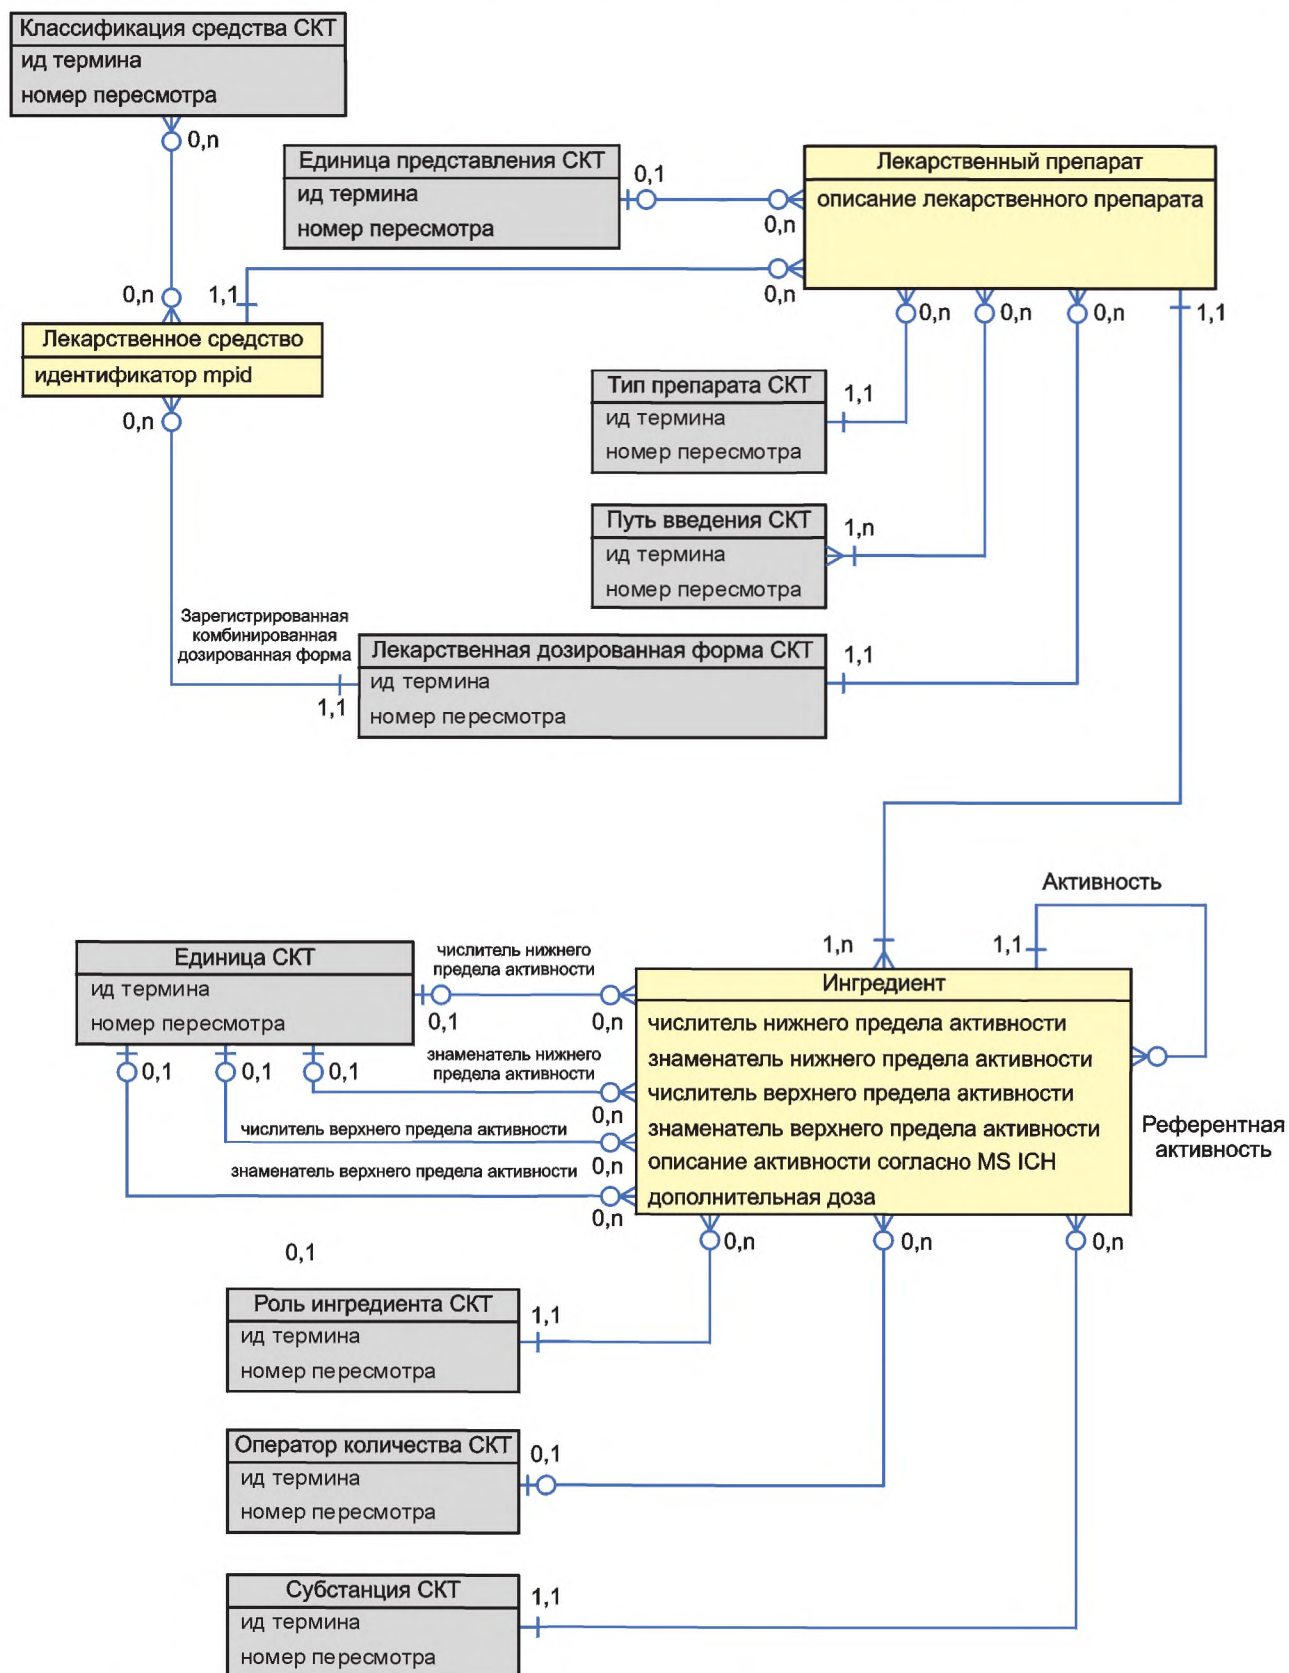 Классификация средства СКТ
ид термина
номер пересмотра
0,n
Единица представления СКТ
ид термина
номер пересмотра
0,1
0,n
Лекарственный препарат
описание лекарственного препарата
0,n
0,n
1,1
0,n
0,n
0,n
0,n
1,1
Лекарственное средство
идентификатор mpid
0,n
Тип препарата СКТ
ид термина
номер пересмотра
1,1
Путь введения СКТ
ид термина
номер пересмотра
1,n
Зарегистрированная
комбинированная
дозированная форма
1,1
Лекарственная дозированная форма СКТ
ид термина
номер пересмотра
1,1
Активность
1,n
1,1
Единица СКТ
ид термина
номер пересмотра
числитель нижнего
предела активности
0,1
0,n
0,1
0,1
0,1
знаменатель нижнего
предела активности
0,n
числитель верхнего предела активности
0,n
знаменатель верхнего предела активности
0,n
Ингредиент
числитель нижнего предела активности
знаменатель нижнего предела активности
числитель верхнего предела активности
знаменатель верхнего предела активности
описание активности согласно MS ICH
дополнительная доза
Референтная
активность
0,n
0,n
0,n
0,1
Роль ингредиента СКТ
ид термина
номер пересмотра
1,1
Оператор количества СКТ
ид термина
номер пересмотра
0,1
Субстанция СКТ
ид термина
номер пересмотра
1,1